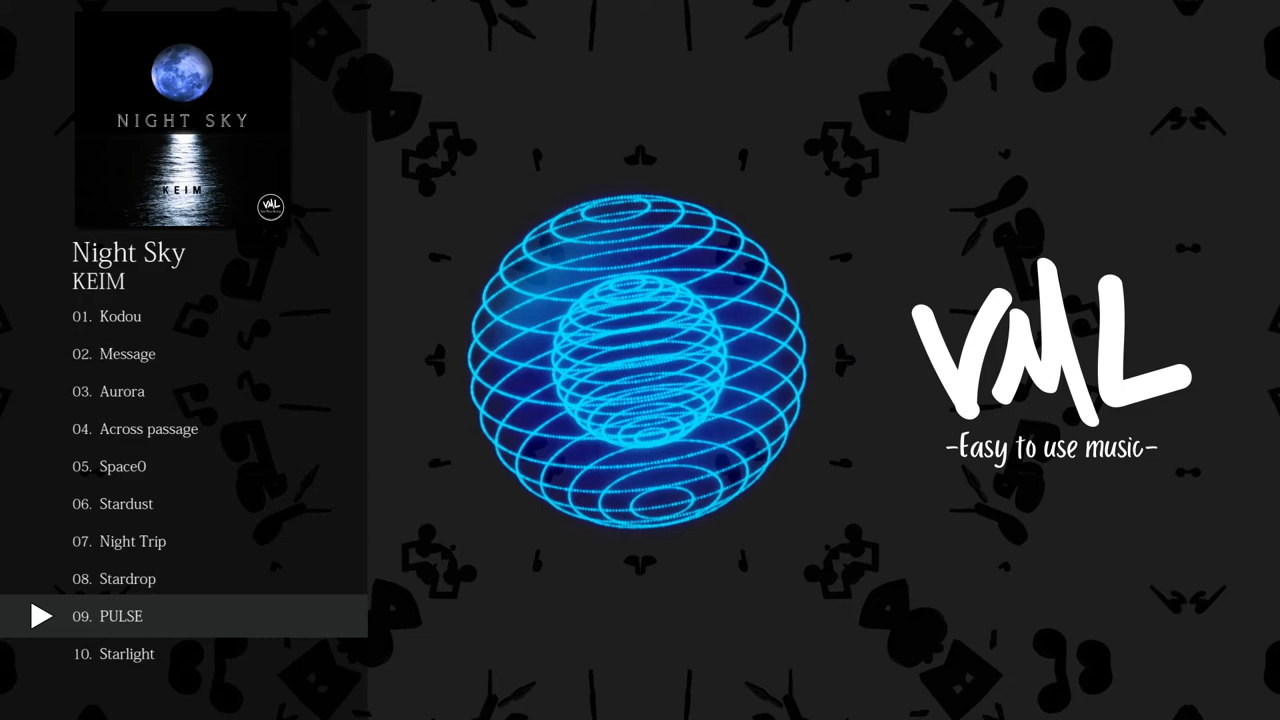 NIGHT SKY
KEIM
VML
Night Sky
KEIM
01. Kodou
02. Message
03. Aurora
04. Across passage
05. Space0
06. Stardust
07. Night Trip
08. Stardrop
09. PULSE
10. Starlight
VML
-Easy to use music-